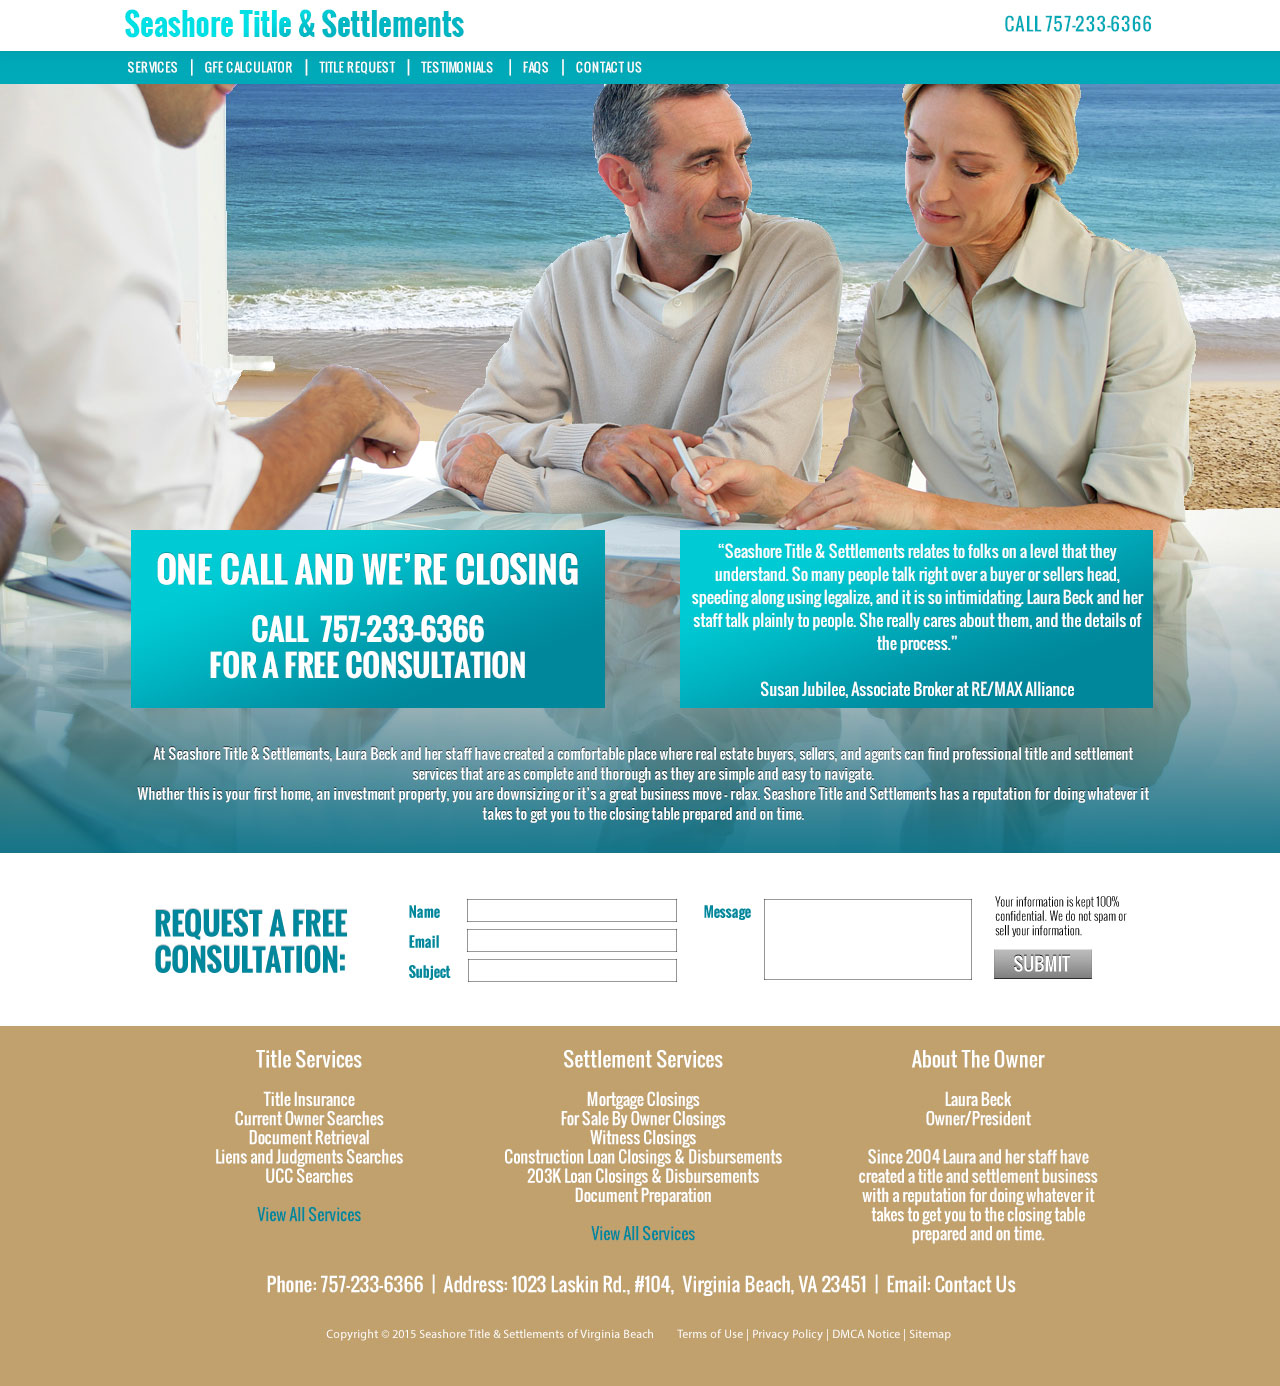 Seashore Title & Settlements
CALL 757-233-6366
SERVICES | GFE CALCULATOR | TITLE REQUEST | TESTIMONIALS | FAQS | CONTACT US
ONE CALL AND WE'RE CLOSING
CALL 757-233-6366
FOR A FREE CONSULTATION
“Seashore Title & Settlements relates to folks on a level that they
understand. So many people talk right over a buyer or sellers head,
speeding along using legalize, and it is so intimidating. Laura Beck and her
staff talk plainly to people. She really cares about them, and the details of
the process.”
Susan Jubilee, Associate Broker at RE/MAX Alliance
At Seashore Title & Settlements, Laura Beck and her staff have created a comfortable place where real estate buyers, sellers, and agents can find professional title and settlement
services that are as complete and thorough as they are simple and easy to navigate.
Whether this is your first home, an investment property, you are downsizing or it's a great business move - relax. Seashore Title and Settlements has a reputation for doing whatever it
takes to get you to the closing table prepared and on time.
REQUEST A FREE
CONSULTATION:
Name
Email
Subject
Message
Your information is kept 100%
confidential. We do not spam or
sell your information.
SUBMIT
Title Services
Title Insurance
Current Owner Searches
Document Retrieval
Liens and Judgments Searches
UCC Searches
View All Services
Settlement Services
Mortgage Closings
For Sale By Owner Closings
Witness Closings
Construction Loan Closings & Disbursements
203K Loan Closings & Disbursements
Document Preparation
View All Services
About The Owner
Laura Beck
Owner/President
Since 2004 Laura and her staff have
created a title and settlement business
with a reputation for doing whatever it
takes to get you to the closing table
prepared and on time.
Phone: 757-233-6366 | Address: 1023 Laskin Rd., #104, Virginia Beach, VA 23451 | Email: Contact Us
Copyright © 2015 Seashore Title & Settlements of Virginia Beach Terms of Use | Privacy Policy | DMCA Notice | Sitemap